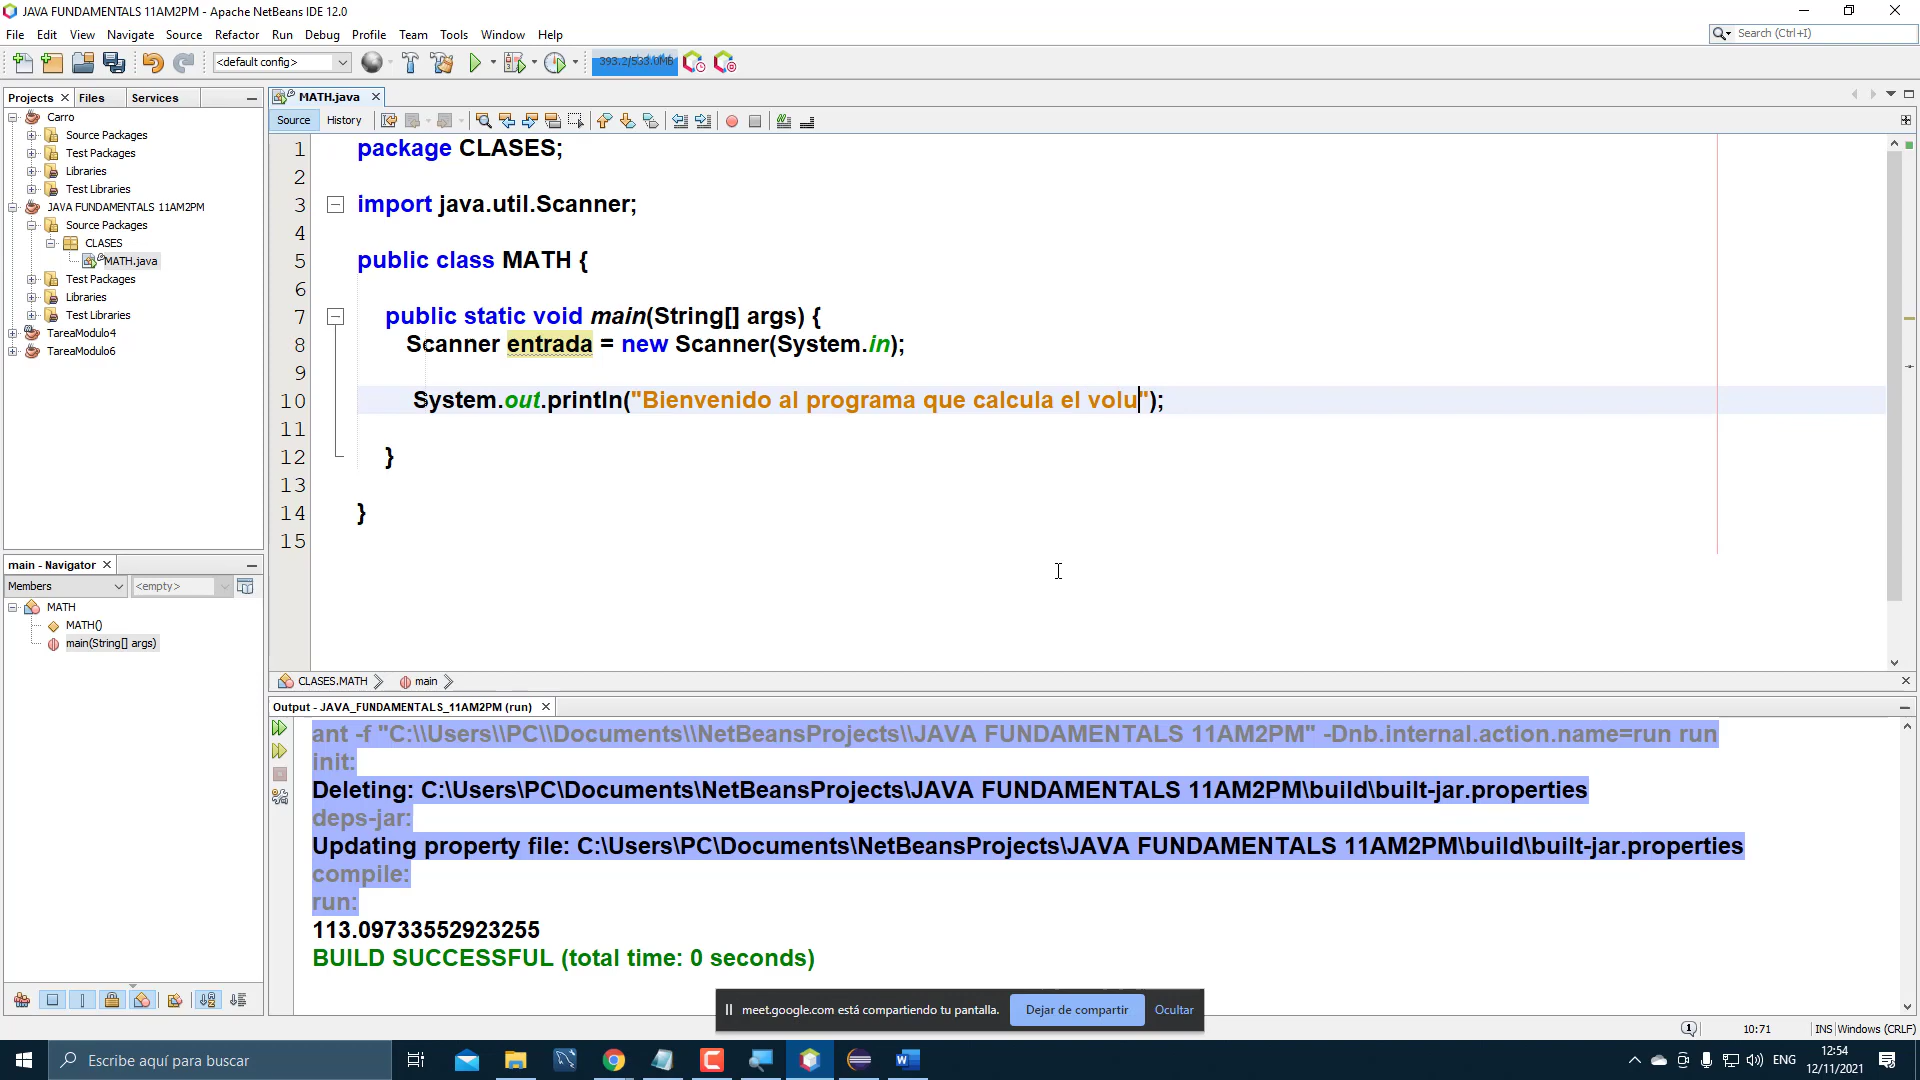 JAVA FUNDAMENTALS 11AM2PM - Apache NetBeans IDE 12.0
File Edit View Navigate Source Refactor Run Debug Profile Team Tools Window Help
Search (Ctrl+I)
<default config>
393.2/533.0MB
Projects Files Services
MATH.java
Source History
Carro
Source Packages
Test Packages
Libraries
Test Libraries
JAVA FUNDAMENTALS 11AM2PM
Source Packages
CLASES
MATH.java
Test Packages
Libraries
Test Libraries
TareaModulo4
TareaModulo6
1 package CLASES;
2
3 import java.util.Scanner;
4
5 public class MATH {
6
7 public static void main(String[] args) {
8 Scanner entrada = new Scanner(System.in);
9
10 System.out.println("Bienvenido al programa que calcula el volu");
11
12 }
13
14 }
15
main - Navigator
Members <empty>
MATH
MATH()
main(String[] args)
CLASES.MATH main
Output - JAVA_FUNDAMENTALS_11AM2PM (run)
ant -f "C:\\Users\\PC\\Documents\\NetBeansProjects\\JAVA FUNDAMENTALS 11AM2PM" -Dnb.internal.action.name=run run
init:
Deleting: C:\Users\PC\Documents\NetBeansProjects\JAVA FUNDAMENTALS 11AM2PM\build\built-jar.properties
deps-jar:
Updating property file: C:\Users\PC\Documents\NetBeansProjects\JAVA FUNDAMENTALS 11AM2PM\build\built-jar.properties
compile:
run:
113.09733552923255
BUILD SUCCESSFUL (total time: 0 seconds)
meet.google.com está compartiendo tu pantalla. Dejar de compartir Ocultar
10:71 INS Windows (CRLF)
Escribe aquí para buscar
ENG
12:54
12/11/2021